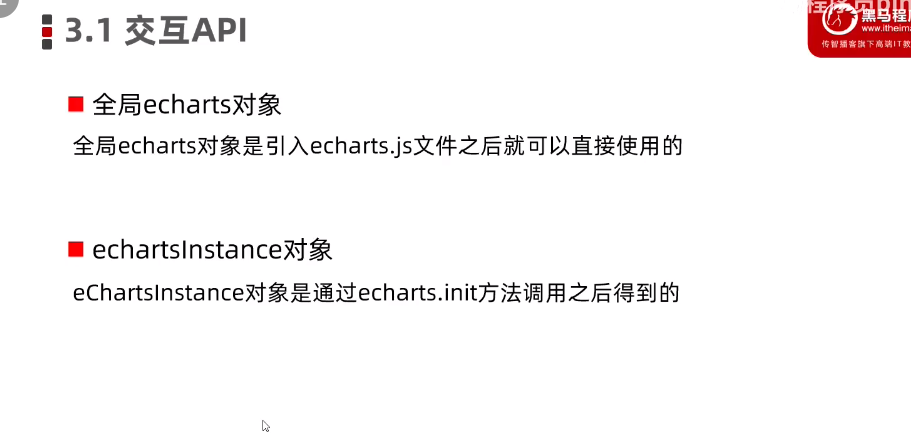 3.1 交互API
黑马程
www.itheima
传智播客旗下高端IT教
全局echarts对象
全局echarts对象是引入echarts.js文件之后就可以直接使用的
echartsInstance对象
eChartsInstance对象是通过echarts.init方法调用之后得到的